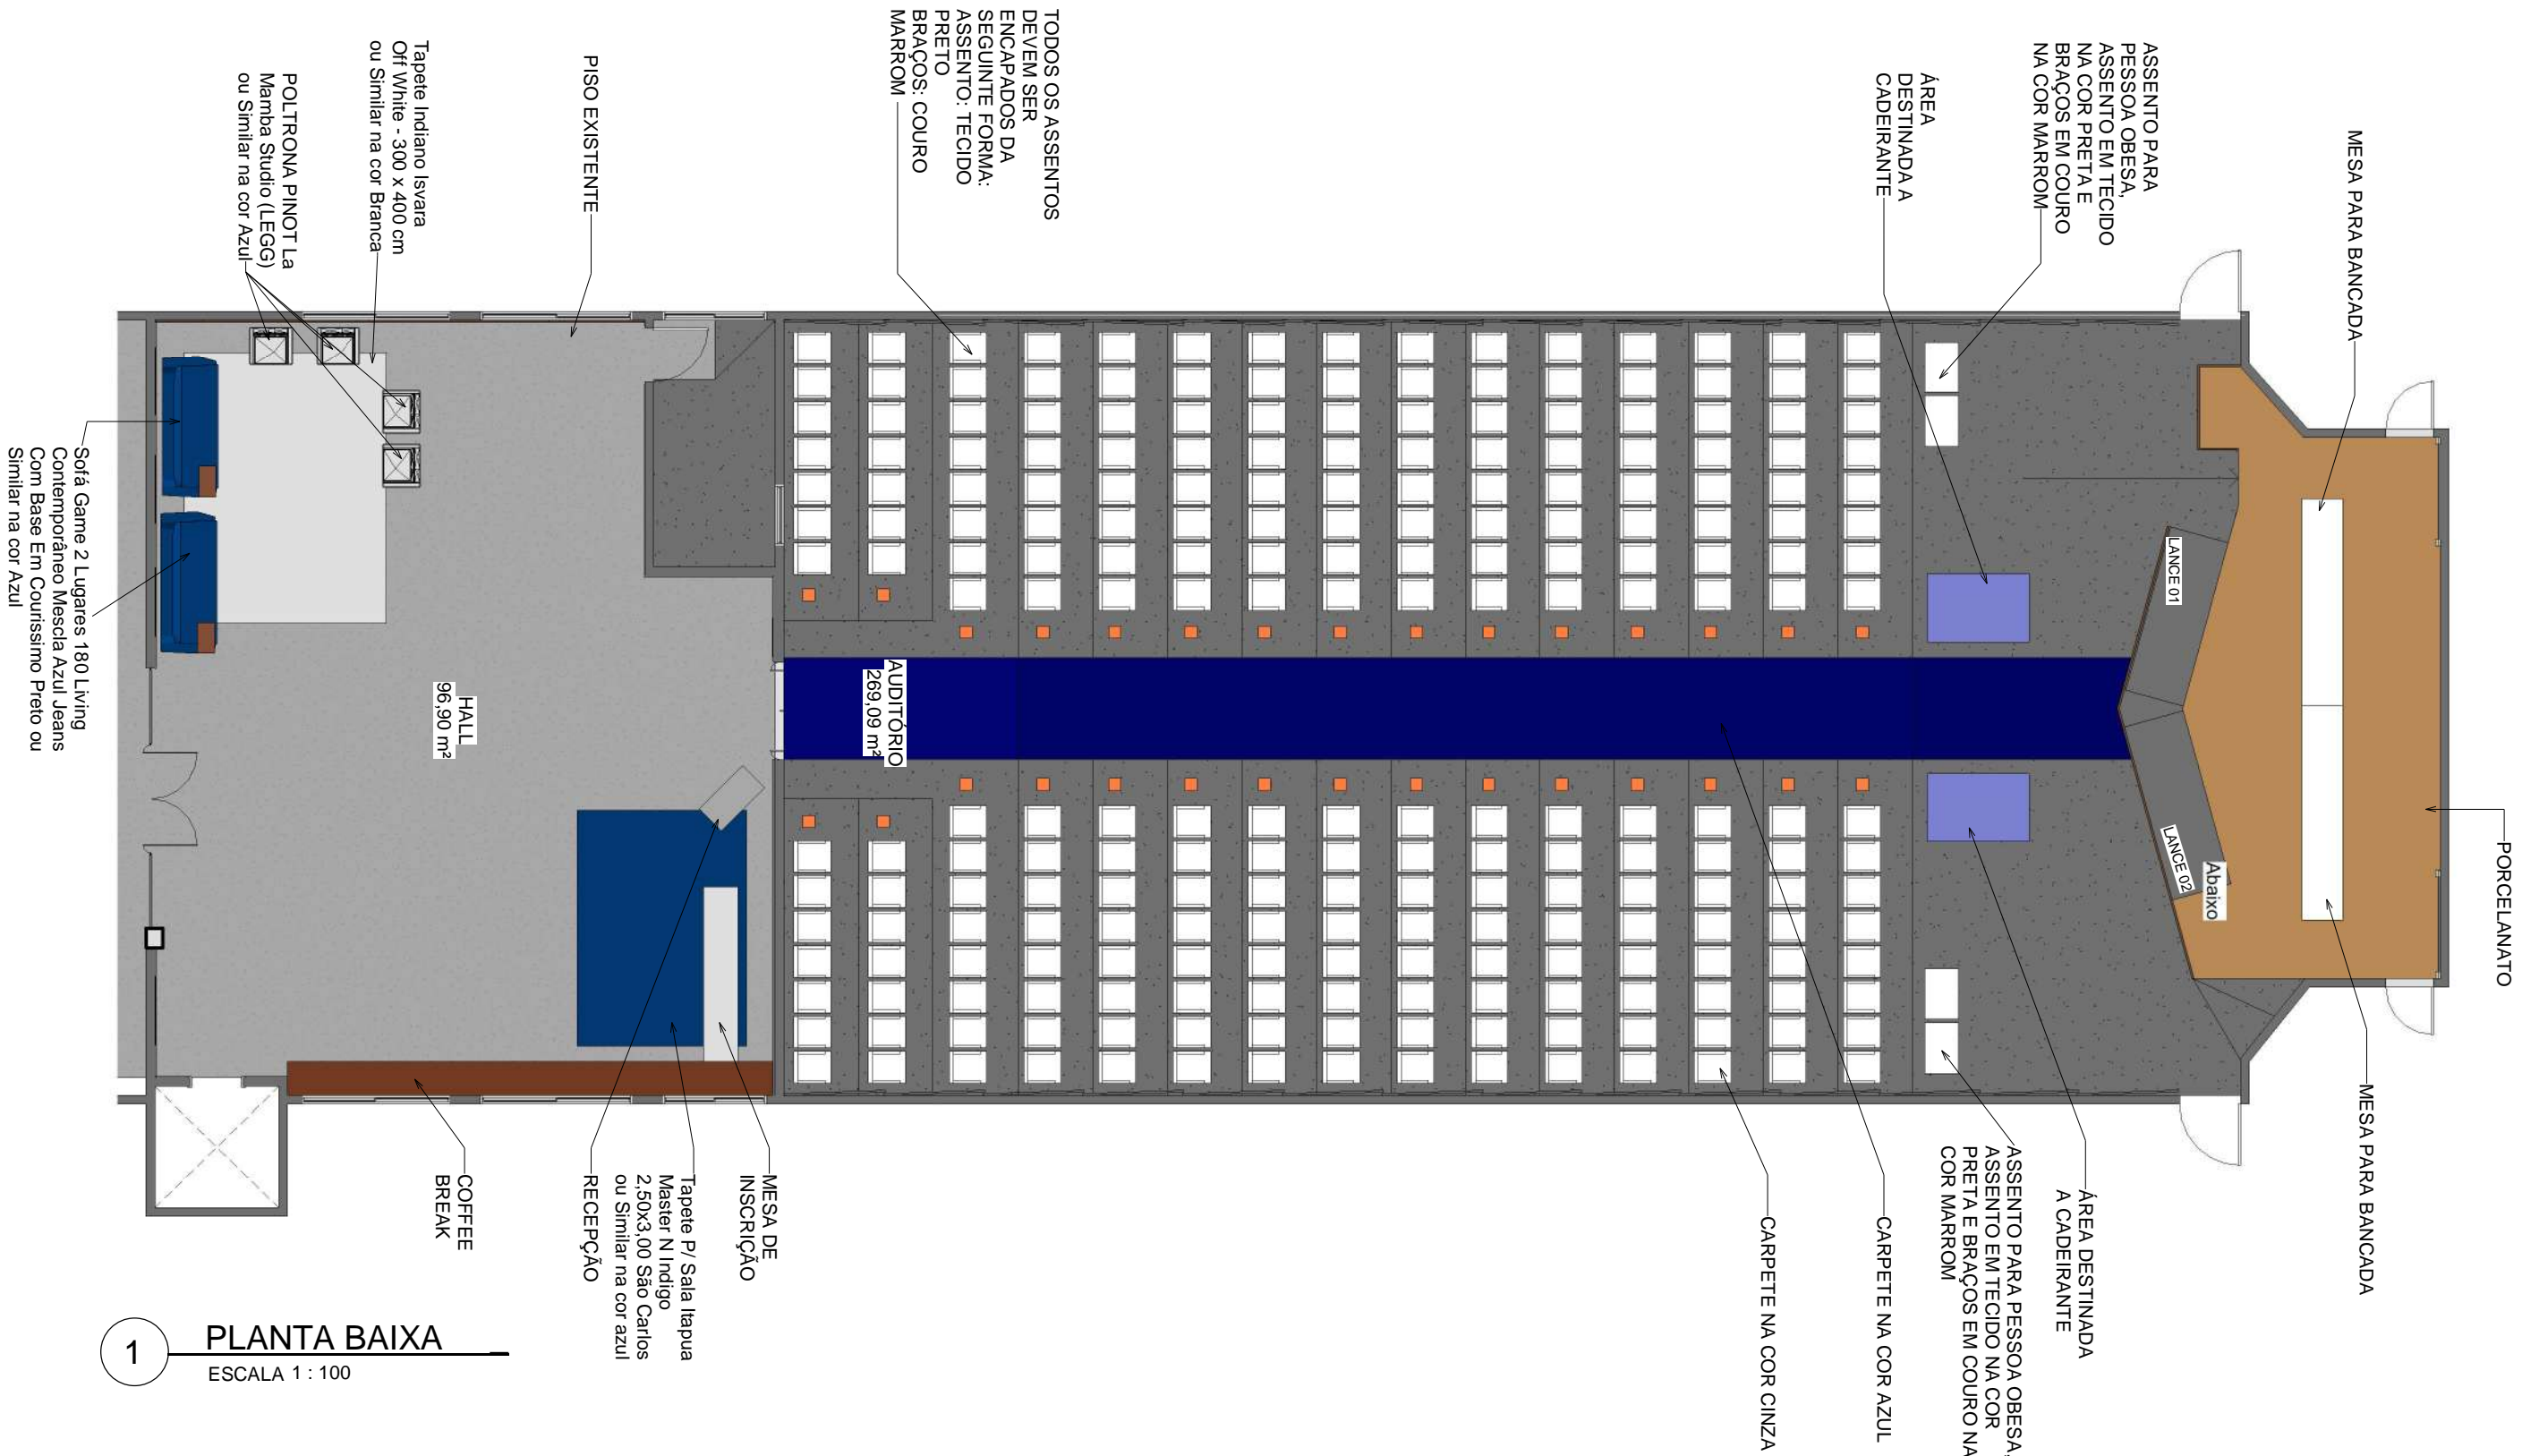 TODOS OS ASSENTOS
DEVEM SER
ENCAPADOS DA
SEGUINTE FORMA:
ASSENTO: TECIDO
PRETO
BRAÇOS: COURO
MARROM
ASSENTO PARA
PESSOA OBESA,
ASSENTO EM TECIDO
NA COR PRETA E
BRAÇOS EM COURO
NA COR MARROM
ÁREA
DESTINADA A
CADEIRANTE
MESA PARA BANCADA
PISO EXISTENTE
Tapete Indiano Isvara
Off White - 300 x 400 cm
ou Similar na cor Branca
POLTRONA PINOT La
Mamba Studio (LEGG)
ou Similar na cor Azul
Sofá Game 2 Lugares 180 Living
Contemporâneo Mescla Azul Jeans
Com Base Em Courissimo Preto ou
Similar na cor Azul
HALL
96,90 m²
AUDITÓRIO
269,09 m²
LANCE 01
LANCE 02
Abaixo
PORCELANATO
MESA PARA BANCADA
ÁREA DESTINADA
A CADEIRANTE
ASSENTO PARA PESSOA OBESA,
ASSENTO EM TECIDO NA COR
PRETA E BRAÇOS EM COURO NA
COR MARROM
CARPETE NA COR AZUL
CARPETE NA COR CINZA
MESA DE
INSCRIÇÃO
Tapete P/ Sala Itapua
Master N Indigo
2,50x3,00 São Carlos
ou Similar na cor azul
RECEPÇÃO
COFFEE
BREAK
1
PLANTA BAIXA
ESCALA 1 : 100